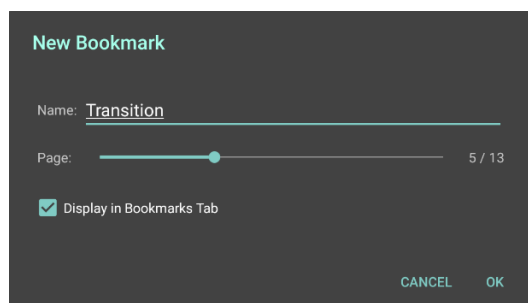 New Bookmark
Name: Transition
Page: 5 / 13
Display in Bookmarks Tab
CANCEL OK